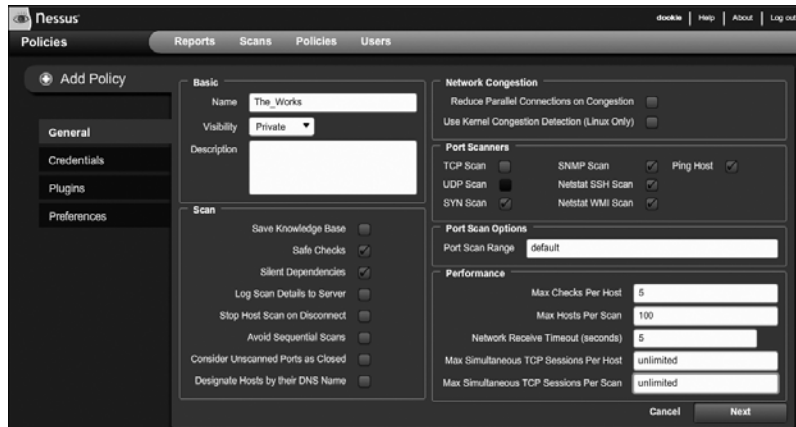 nessus
dookie | Help | About | Log out
Policies
Reports Scans Policies Users
Add Policy
General
Credentials
Plugins
Preferences
Basic
Name The_Works
Visibility Private
Description
Scan
Save Knowledge Base
Safe Checks
Silent Dependencies
Log Scan Details to Server
Stop Host Scan on Disconnect
Avoid Sequential Scans
Consider Unscanned Ports as Closed
Designate Hosts by their DNS Name
Network Congestion
Reduce Parallel Connections on Congestion
Use Kernel Congestion Detection (Linux Only)
Port Scanners
TCP Scan SNMP Scan Ping Host
UDP Scan Netstat SSH Scan
SYN Scan Netstat WMI Scan
Port Scan Options
Port Scan Range default
Performance
Max Checks Per Host 5
Max Hosts Per Scan 100
Network Receive Timeout (seconds) 5
Max Simultaneous TCP Sessions Per Host unlimited
Max Simultaneous TCP Sessions Per Scan unlimited
Cancel Next